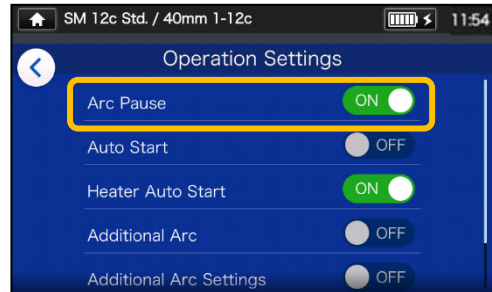 SM 12c Std. / 40mm 1-12c 11:54
Operation Settings
Arc Pause ON
Auto Start OFF
Heater Auto Start ON
Additional Arc OFF
Additional Arc Settings OFF